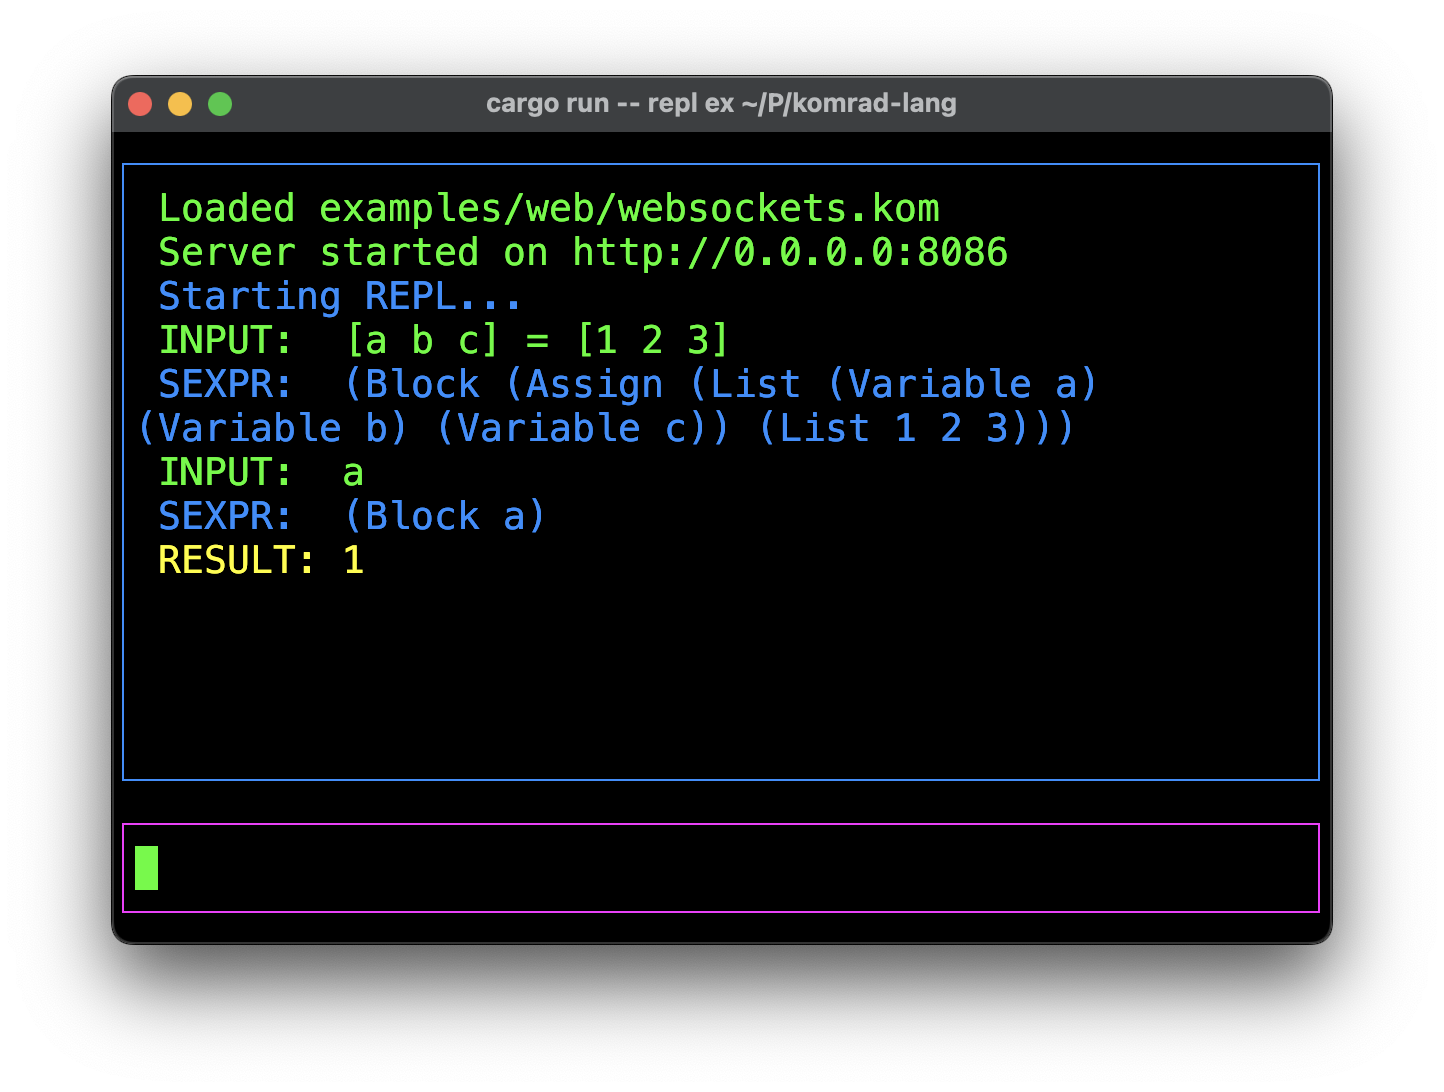 cargo run -- repl ex ~/P/komrad-lang
Loaded examples/web/websockets.kom
Server started on http://0.0.0.0:8086
Starting REPL...
INPUT:  [a b c] = [1 2 3]
SEXPR:  (Block (Assign (List (Variable a)
(Variable b) (Variable c)) (List 1 2 3)))
INPUT:  a
SEXPR:  (Block a)
RESULT: 1